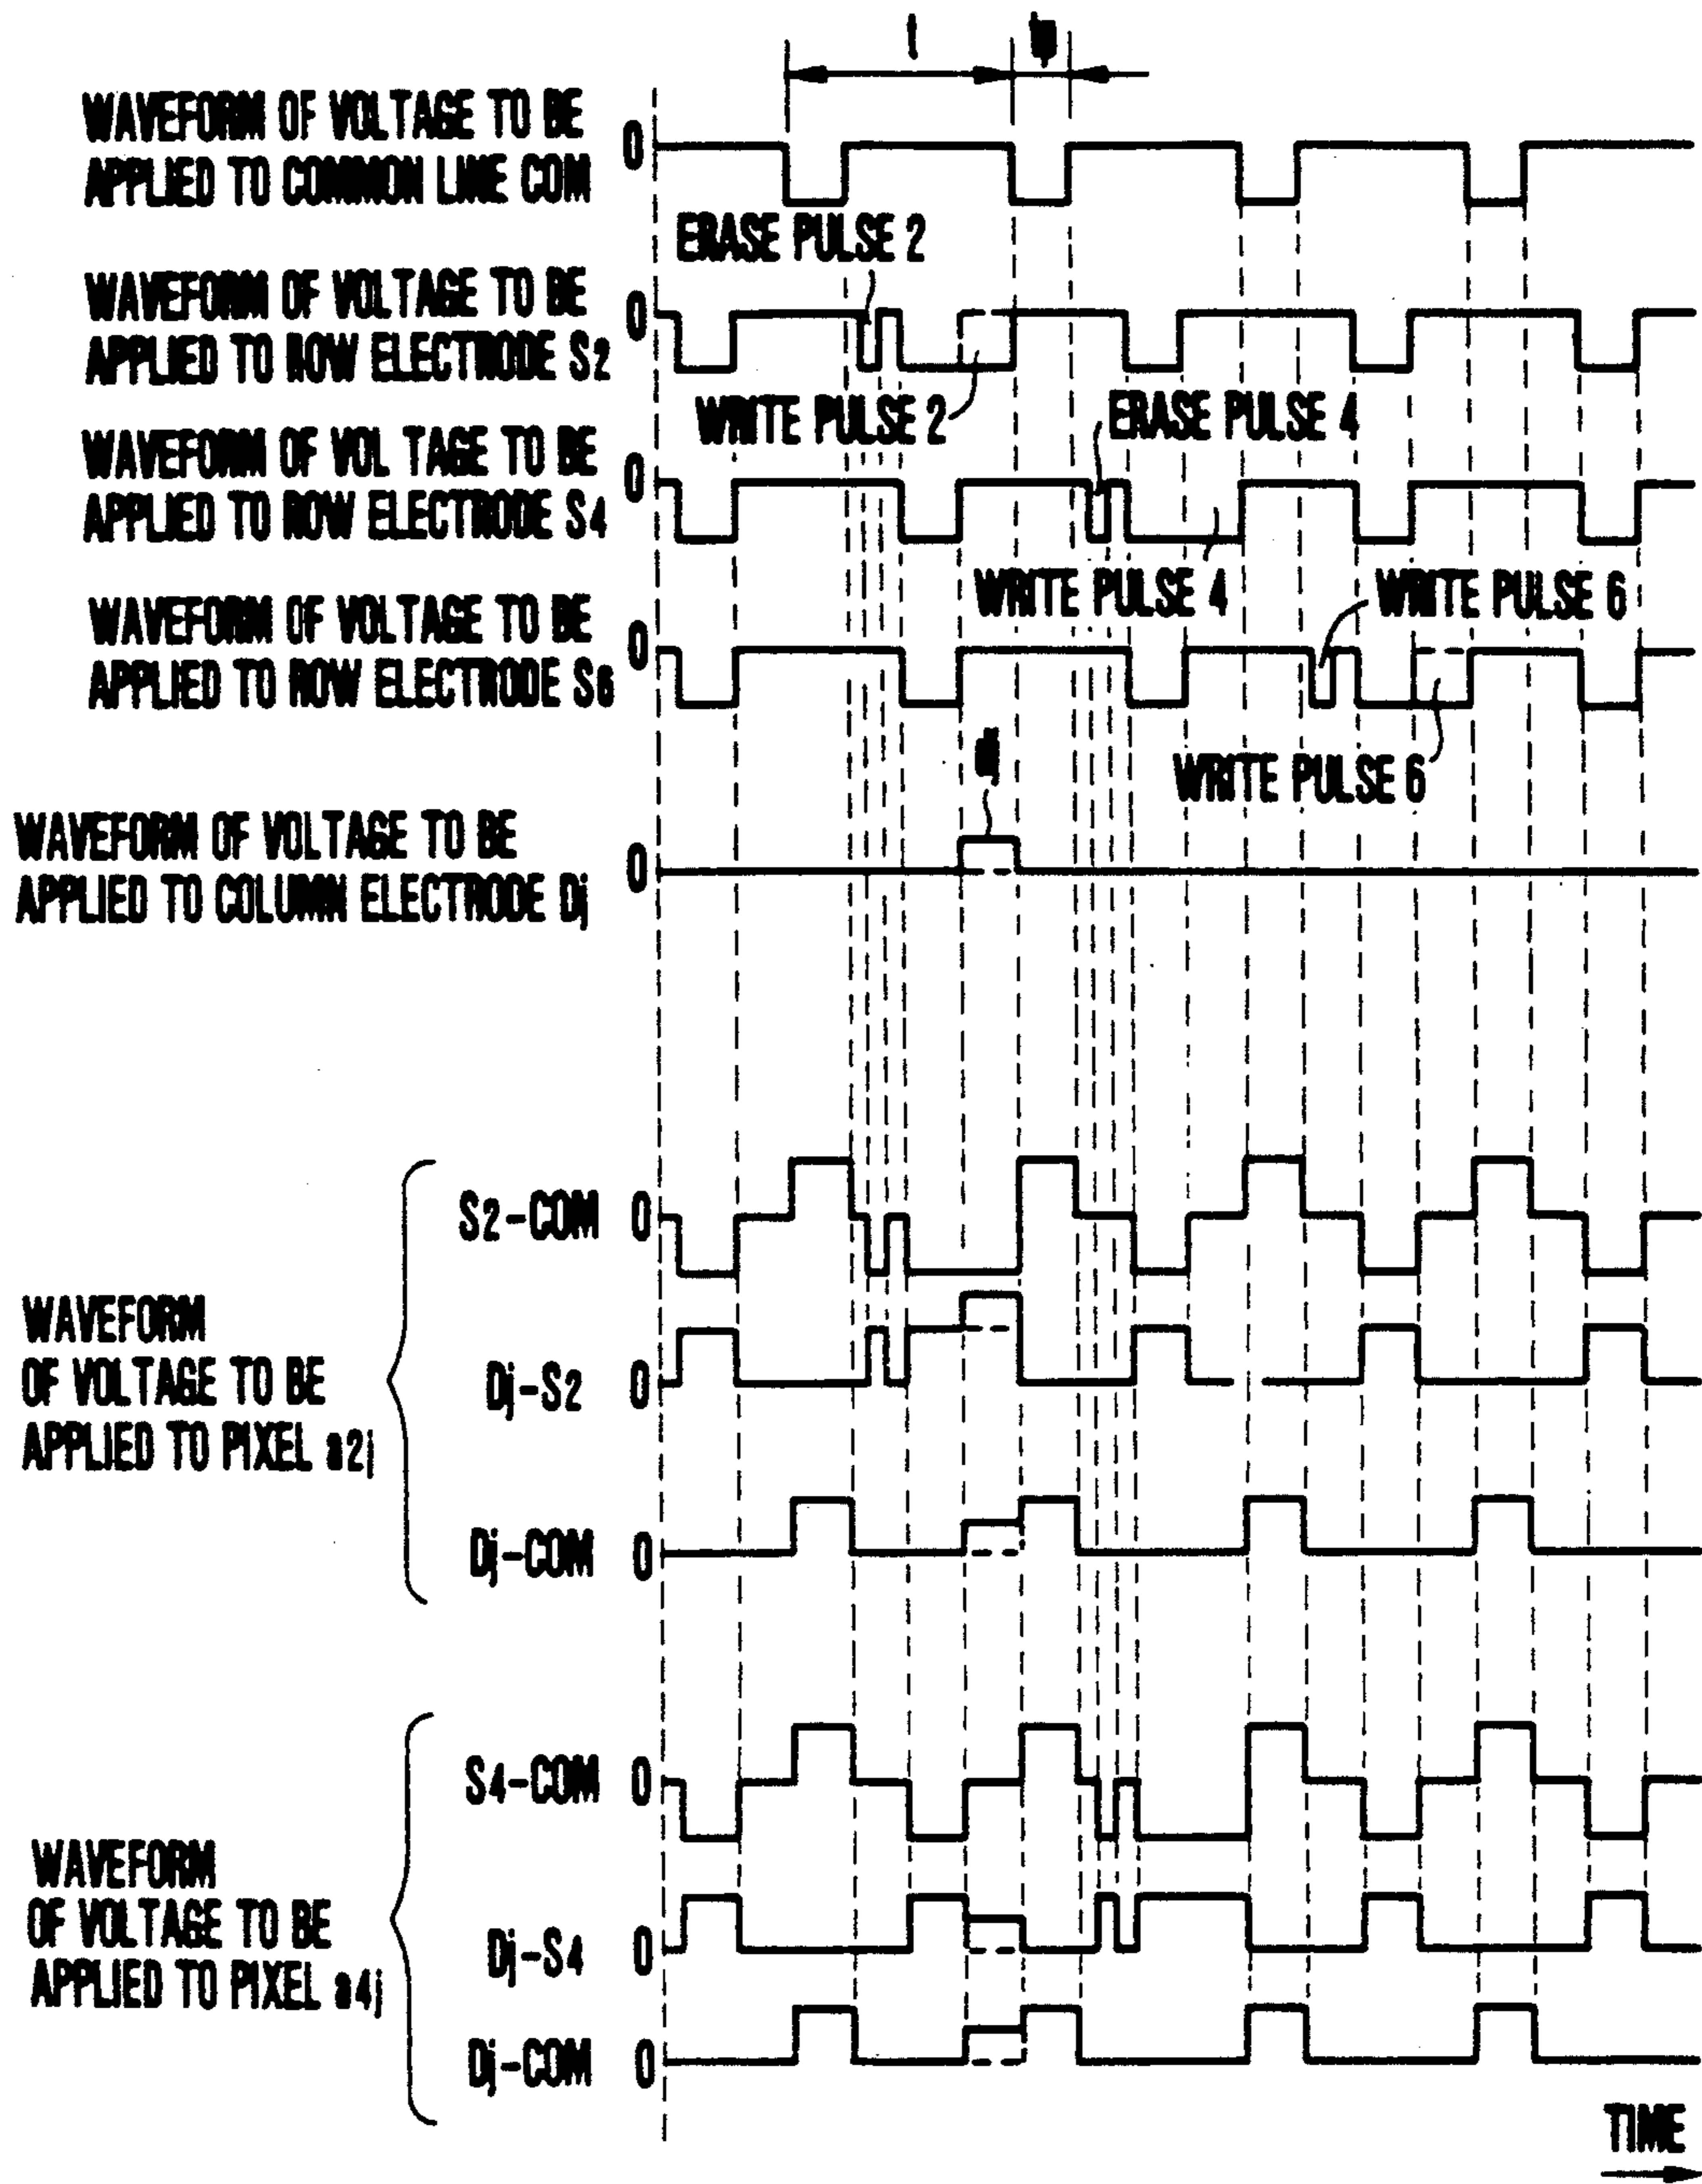 t
WAVEFORM OF VOLTAGE TO BE
APPLIED TO COMMON LINE COM
0
ERASE PULSE 2
WAVEFORM OF VOLTAGE TO BE
APPLIED TO ROW ELECTRODE S2
0
WRITE PULSE 2
ERASE PULSE 4
WAVEFORM OF VOL TAGE TO BE
APPLIED TO ROW ELECTRODE S4
0
WRITE PULSE 4
WRITE PULSE 6
WAVEFORM OF VOLTAGE TO BE
APPLIED TO ROW ELECTRODE S6
0
WRITE PULSE 6
WAVEFORM OF VOLTAGE TO BE
APPLIED TO COLUMN ELECTRODE Dj
0
S2-COM 0
WAVEFORM
OF VOLTAGE TO BE
APPLIED TO PIXEL a2j
Dj-S2 0
Dj-COM 0
S4-COM 0
WAVEFORM
OF VOLTAGE TO BE
APPLIED TO PIXEL a4j
Dj-S4 0
Dj-COM 0
TIME